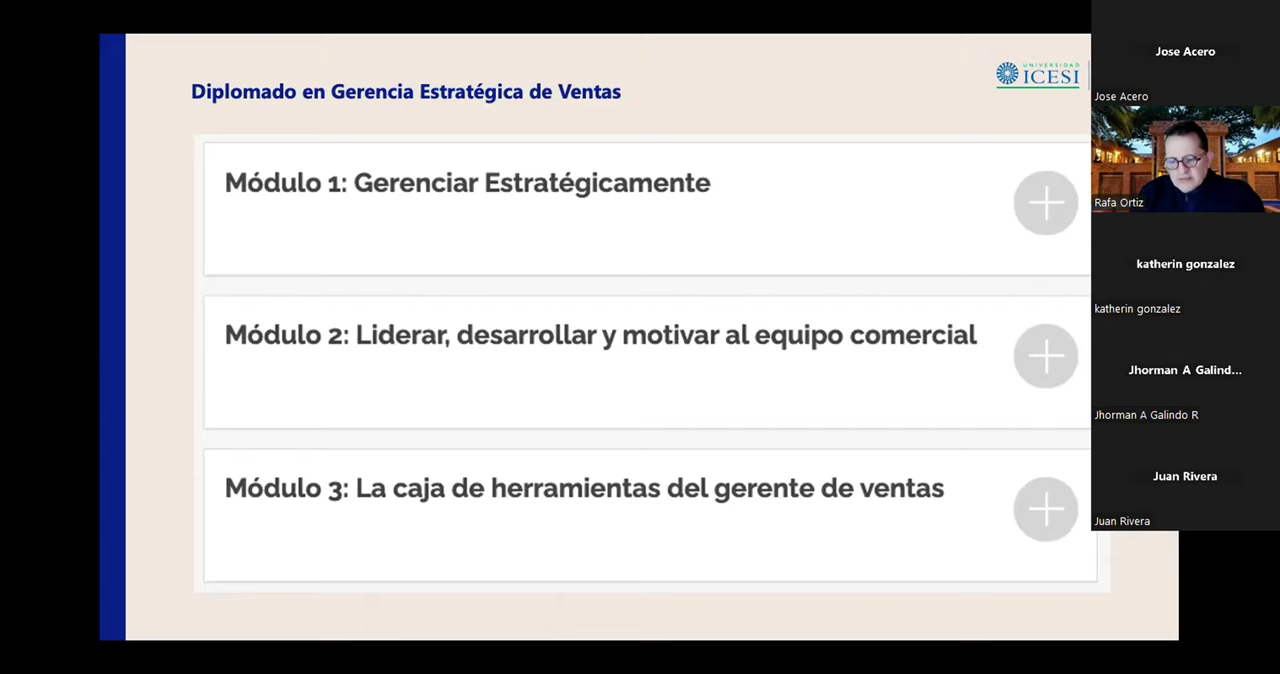 Diplomado en Gerencia Estratégica de Ventas
UNIVERSIDAD
ICESI
Módulo 1: Gerenciar Estratégicamente
Módulo 2: Liderar, desarrollar y motivar al equipo comercial
Módulo 3: La caja de herramientas del gerente de ventas
Jose Acero
Jose Acero
Rafa Ortiz
katherin gonzalez
katherin gonzalez
Jhorman A Galind...
Jhorman A Galindo R
Juan Rivera
Juan Rivera